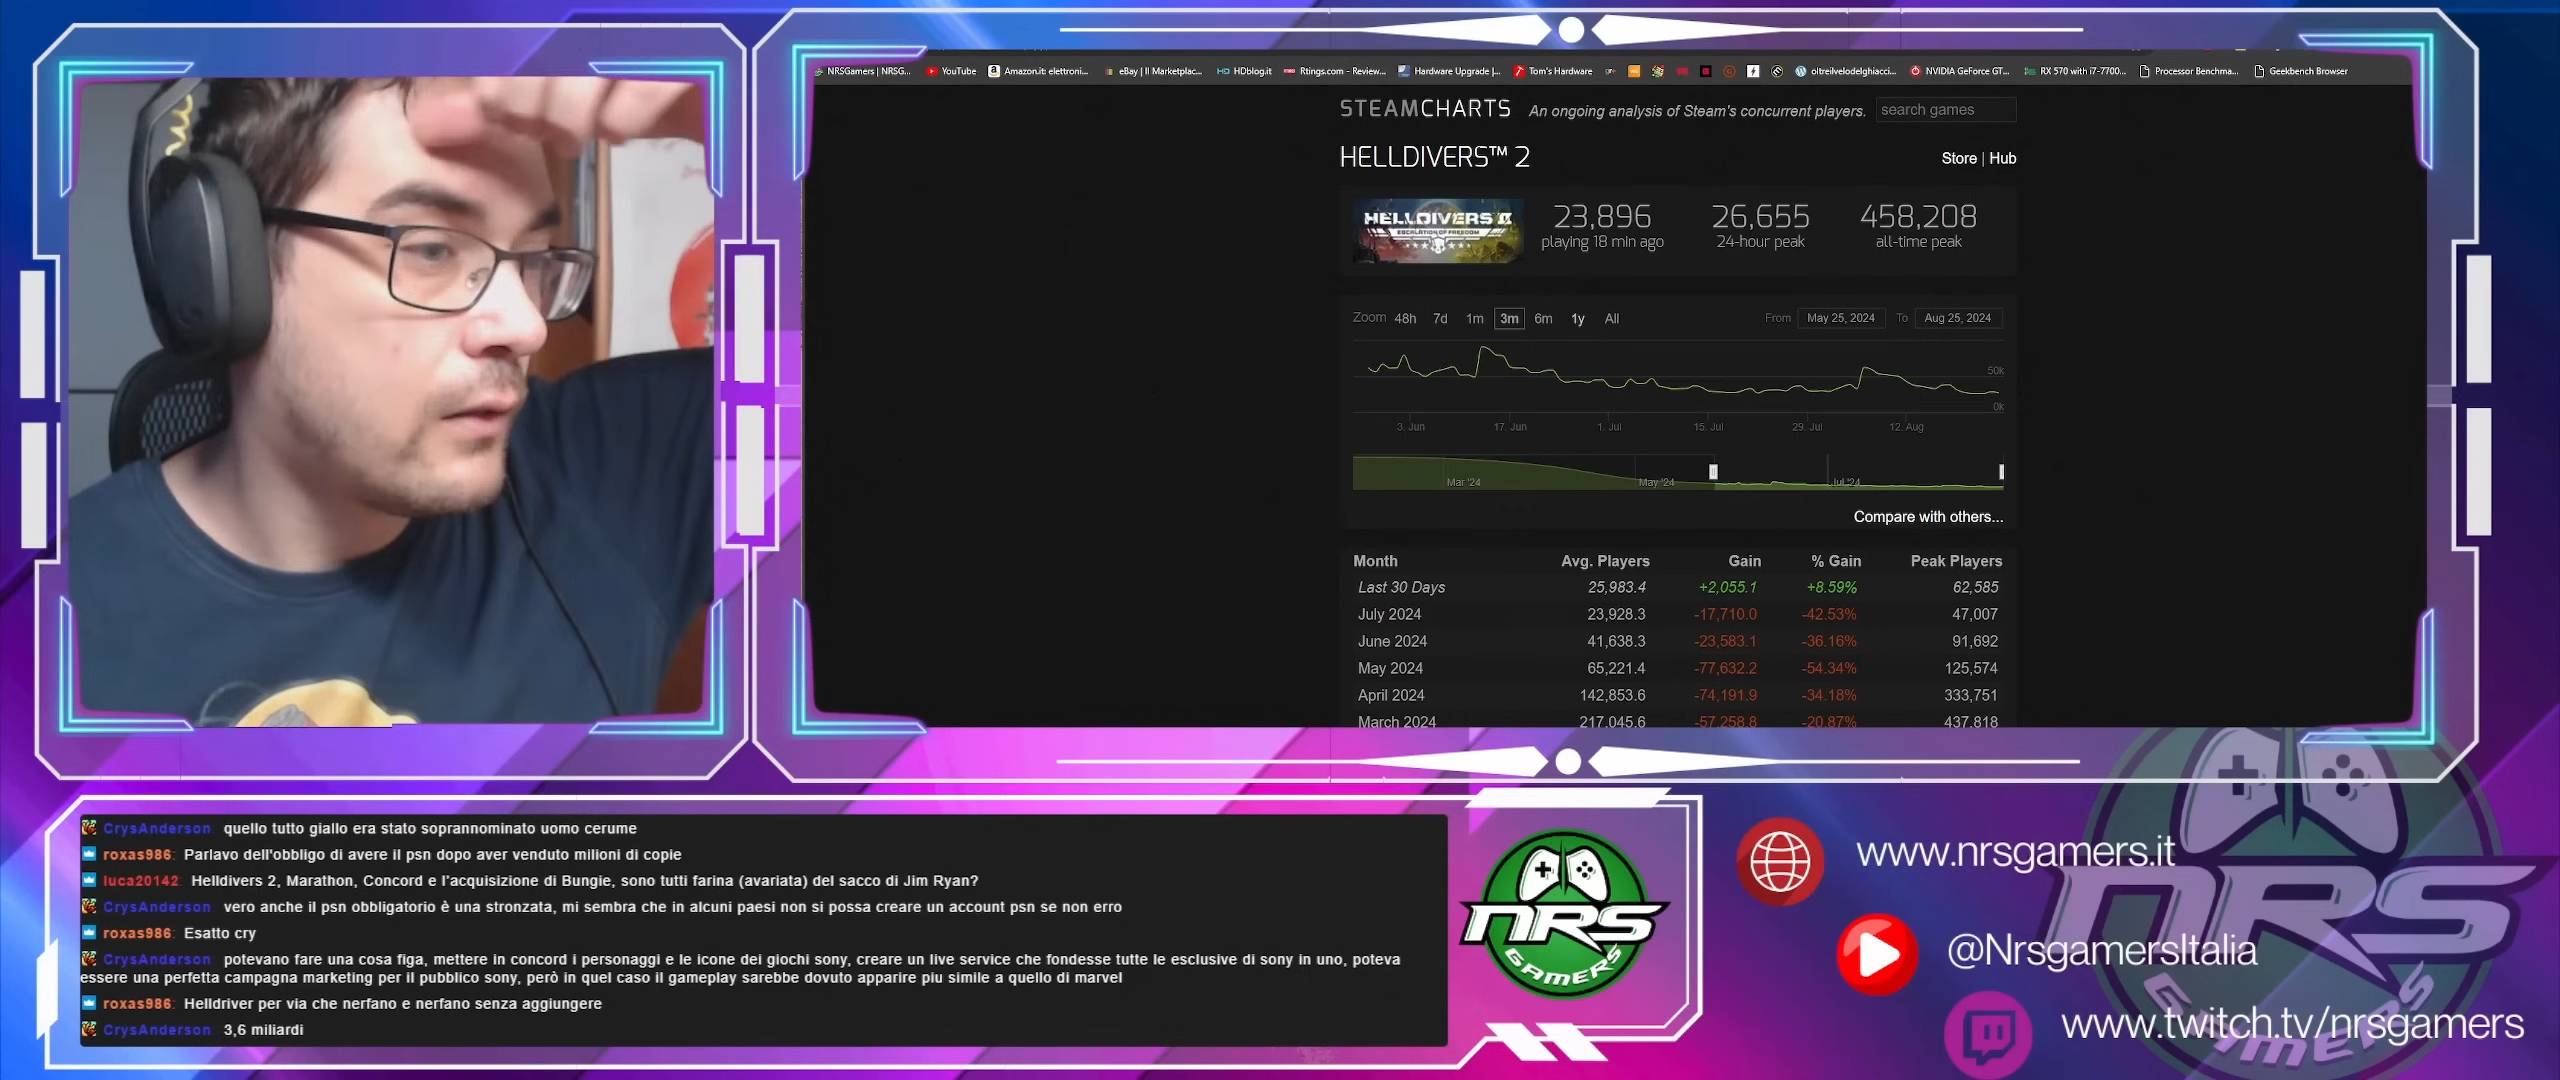 NRSGamers | NRSG... YouTube Amazon.it: elettroni... eBay | Il Marketplac... HDblog.it Rtings.com - Review... Hardware Upgrade |... Tom's Hardware oltreilvelodelghiacci... NVIDIA GeForce GT... RX 570 with i7-7700... Processor Benchma... Geekbench Browser
STEAMCHARTS An ongoing analysis of Steam's concurrent players. search games
HELLDIVERS™ 2 Store | Hub
HELLDIVERS II
ESCALATION OF FREEDOM
23,896 26,655 458,208
playing 18 min ago 24-hour peak all-time peak
Zoom 48h 7d 1m 3m 6m 1y All From May 25, 2024 To Aug 25, 2024
50k
0k
3. Jun 17. Jun 1. Jul 15. Jul 29. Jul 12. Aug
Mar '24 May '24 Jul '24
Compare with others...
Month Avg. Players Gain % Gain Peak Players
Last 30 Days 25,983.4 +2,055.1 +8.59% 62,585
July 2024 23,928.3 -17,710.0 -42.53% 47,007
June 2024 41,638.3 -23,583.1 -36.16% 91,692
May 2024 65,221.4 -77,632.2 -54.34% 125,574
April 2024 142,853.6 -74,191.9 -34.18% 333,751
March 2024 217,045.6 -57,258.8 -20.87% 437,818
CrysAnderson: quello tutto giallo era stato soprannominato uomo cerume
roxas986: Parlavo dell'obbligo di avere il psn dopo aver venduto milioni di copie
luca20142: Helldivers 2, Marathon, Concord e l'acquisizione di Bungie, sono tutti farina (avariata) del sacco di Jim Ryan?
CrysAnderson: vero anche il psn obbligatorio è una stronzata, mi sembra che in alcuni paesi non si possa creare un account psn se non erro
roxas986: Esatto cry
CrysAnderson: potevano fare una cosa figa, mettere in concord i personaggi e le icone dei giochi sony, creare un live service che fondesse tutte le esclusive di sony in uno, poteva
essere una perfetta campagna marketing per il pubblico sony, però in quel caso il gameplay sarebbe dovuto apparire piu simile a quello di marvel
roxas986: Helldriver per via che nerfano e nerfano senza aggiungere
CrysAnderson: 3,6 miliardi
NRS
GAMERS
www.nrsgamers.it
@NrsgamersItalia
www.twitch.tv/nrsgamers
NRS
GAMERS